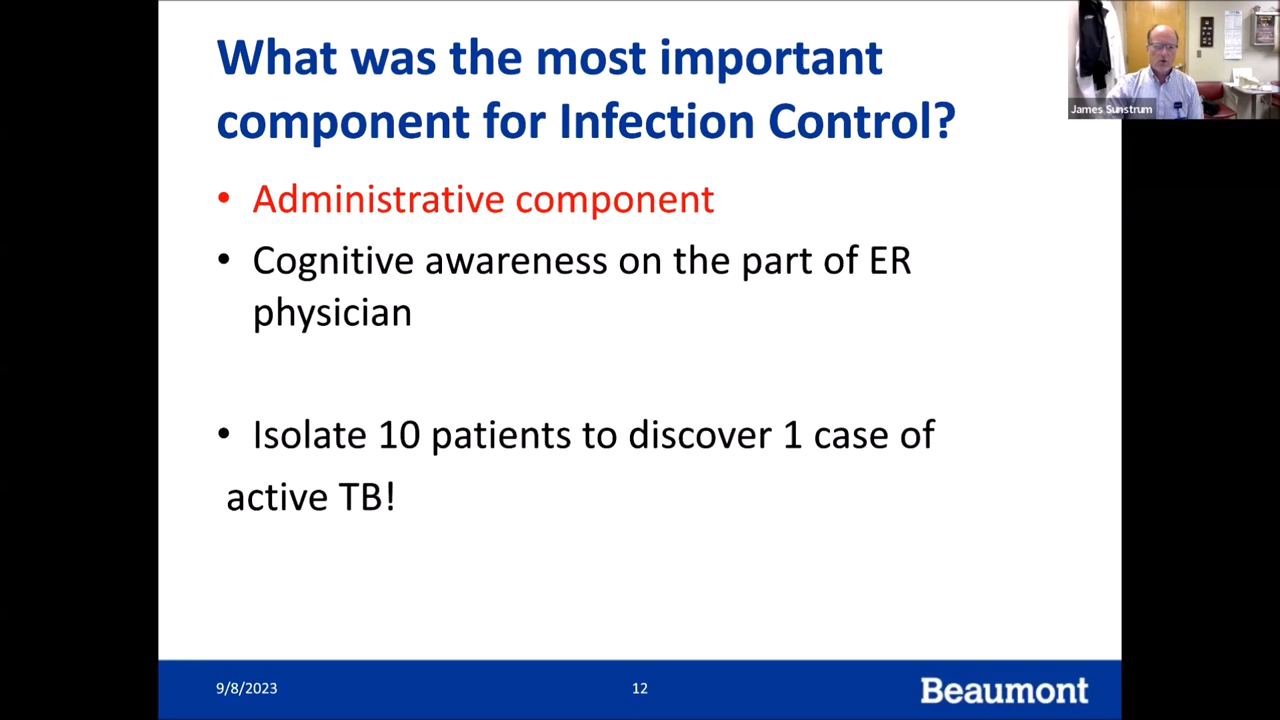 What was the most important
component for Infection Control?
• Administrative component
• Cognitive awareness on the part of ER
physician
• Isolate 10 patients to discover 1 case of
active TB!
James Sunstrum
9/8/2023
12
Beaumont